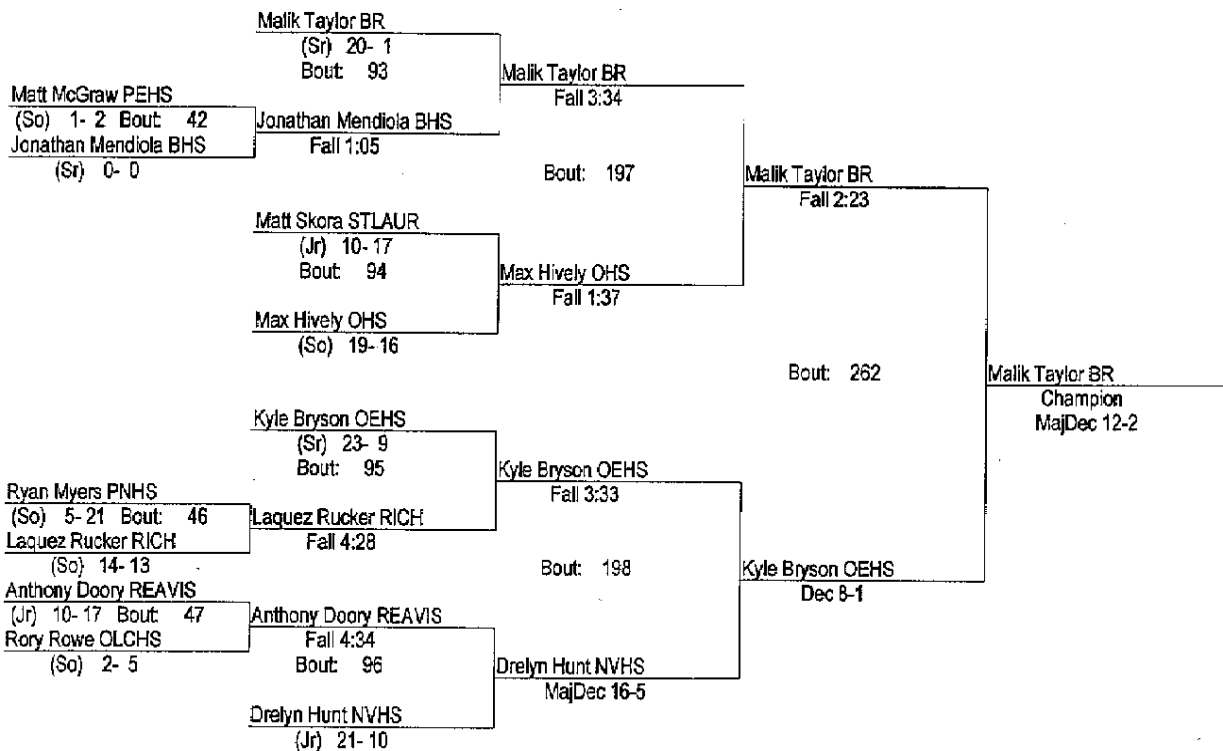 Malik Taylor BR
(Sr) 20- 1
Bout: 93
Malik Taylor BR
Fall 3:34
Matt McGraw PEHS
(So) 1- 2 Bout: 42
Jonathan Mendiola BHS
Jonathan Mendiola BHS
(Sr) 0- 0
Fall 1:05
Bout: 197
Malik Taylor BR
Fall 2:23
Matt Skora STLAUR
(Jr) 10- 17
Bout: 94
Max Hively OHS
Fall 1:37
Max Hively OHS
(So) 19- 16
Bout: 262
Malik Taylor BR
Champion
MajDec 12-2
Kyle Bryson OEHS
(Sr) 23- 9
Bout: 95
Kyle Bryson OEHS
Fall 3:33
Ryan Myers PNHS
(So) 5- 21 Bout: 46
Laquez Rucker RICH
Laquez Rucker RICH
(So) 14- 13
Fall 4:28
Bout: 198
Kyle Bryson OEHS
Dec 8-1
Anthony Doory REAVIS
(Jr) 10- 17 Bout: 47
Anthony Doory REAVIS
Rory Rowe OLCHS
(So) 2- 5
Fall 4:34
Bout: 96
Drelyn Hunt NVHS
MajDec 16-5
Drelyn Hunt NVHS
(Jr) 21- 10